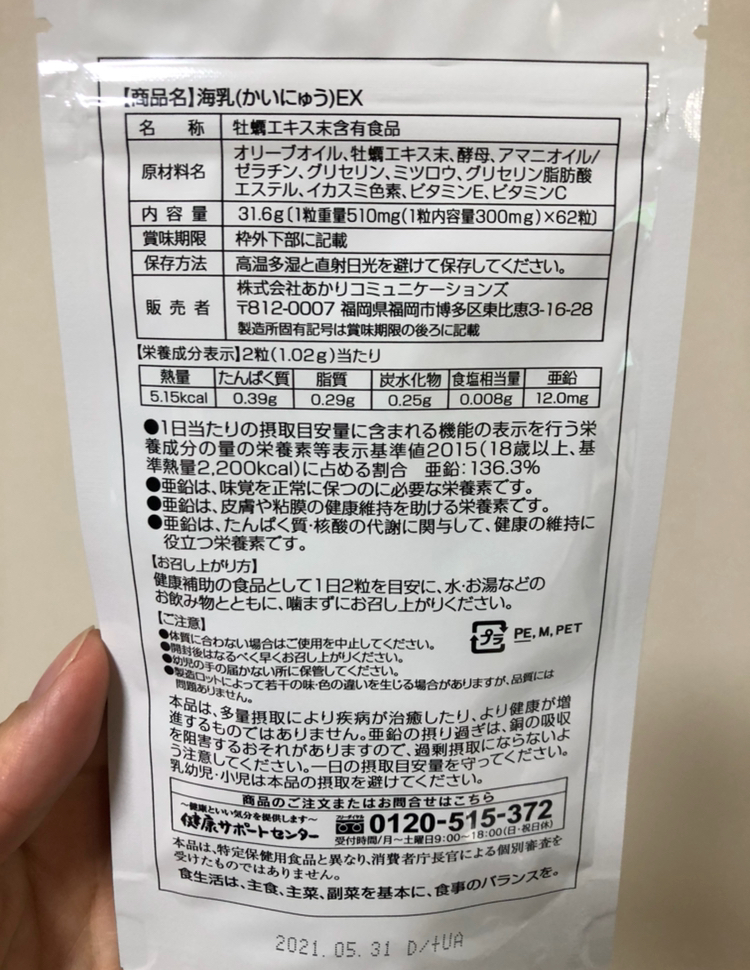 【商品名】海乳(かいにゅう)EX
名 称 牡蠣エキス末含有食品
原材料名 オリーブオイル、牡蠣エキス末、酵母、アマニオイル/
ゼラチン、グリセリン、ミツロウ、グリセリン脂肪酸
エステル、イカスミ色素、ビタミンE、ビタミンC
内 容 量 31.6g〔1粒重量510mg(1粒内容量300mg)×62粒〕
賞味期限 枠外下部に記載
保存方法 高温多湿と直射日光を避けて保存してください。
販 売 者 株式会社あかりコミュニケーションズ
〒812-0007 福岡県福岡市博多区東比恵3-16-28
製造所固有記号は賞味期限の後ろに記載
【栄養成分表示】2粒(1.02g)当たり
熱量 たんぱく質 脂質 炭水化物 食塩相当量 亜鉛
5.15kcal 0.39g 0.29g 0.25g 0.008g 12.0mg
●1日当たりの摂取目安量に含まれる機能の表示を行う栄
養成分の量の栄養素等表示基準値2015(18歳以上、基
準熱量2,200kcal)に占める割合 亜鉛:136.3%
●亜鉛は、味覚を正常に保つのに必要な栄養素です。
●亜鉛は、皮膚や粘膜の健康維持を助ける栄養素です。
●亜鉛は、たんぱく質・核酸の代謝に関与して、健康の維持に
役立つ栄養素です。
【お召し上がり方】
健康補助の食品として1日2粒を目安に、水・お湯などの
お飲み物とともに、噛まずにお召し上がりください。
【ご注意】
●体質に合わない場合はご使用を中止してください。
●開封後はなるべく早くお召し上がりください。
●幼児の手の届かない所に保管してください。
●製造ロットによって若干の味・色の違いを生じる場合がありますが、品質には
問題ありません。
プラ PE, M, PET
本品は、多量摂取により疾病が治癒したり、より健康が増
進するものではありません。亜鉛の摂り過ぎは、銅の吸収
を阻害するおそれがありますので、過剰摂取にならないよ
う注意してください。一日の摂取目安量を守ってください。
乳幼児・小児は本品の摂取を避けてください。
商品のご注文またはお問合せはこちら
～健康といい気分を提供します～
健康サポートセンター
フリーダイヤル 0120-515-372
受付時間/月～土曜日9:00～18:00(日・祝日休)
本品は、特定保健用食品と異なり、消費者庁長官による個別審査を
受けたものではありません。
食生活は、主食、主菜、副菜を基本に、食事のバランスを。
2021.05.31 D/+UA